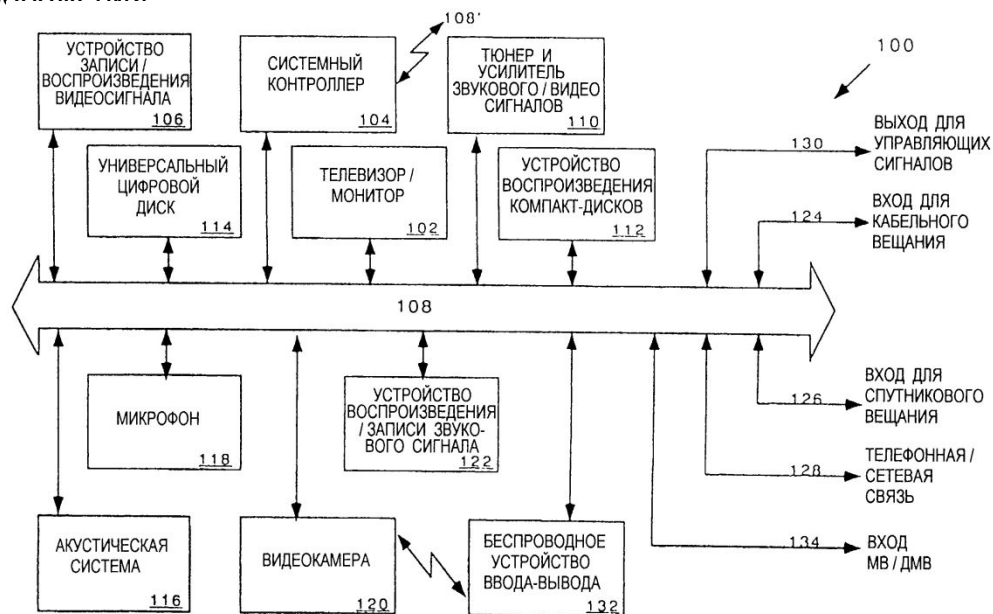 108'
100
УСТРОЙСТВО
ЗАПИСИ /
ВОСПРОИЗВЕДЕНИЯ
ВИДЕОСИГНАЛА
106
СИСТЕМНЫЙ
КОНТРОЛЛЕР
104
ТЮНЕР И
УСИЛИТЕЛЬ
ЗВУКОВОГО / ВИДЕО
СИГНАЛОВ
110
УНИВЕРСАЛЬНЫЙ
ЦИФРОВОЙ
ДИСК
114
ТЕЛЕВИЗОР /
МОНИТОР
102
УСТРОЙСТВО
ВОСПРОИЗВЕДЕНИЯ
КОМПАКТ-ДИСКОВ
112
130
ВЫХОД ДЛЯ
УПРАВЛЯЮЩИХ
СИГНАЛОВ
124
ВХОД ДЛЯ
КАБЕЛЬНОГО
ВЕЩАНИЯ
108
МИКРОФОН
118
УСТРОЙСТВО
ВОСПРОИЗВЕДЕНИЯ
/ ЗАПИСИ ЗВУКО-
ВОГО СИГНАЛА
122
126
ВХОД ДЛЯ
СПУТНИКОВОГО
ВЕЩАНИЯ
128
ТЕЛЕФОННАЯ /
СЕТЕВАЯ
СВЯЗЬ
АКУСТИЧЕСКАЯ
СИСТЕМА
116
ВИДЕОКАМЕРА
120
БЕСПРОВОДНОЕ
УСТРОЙСТВО
ВВОДА-ВЫВОДА
132
134
ВХОД
МВ / ДМВ